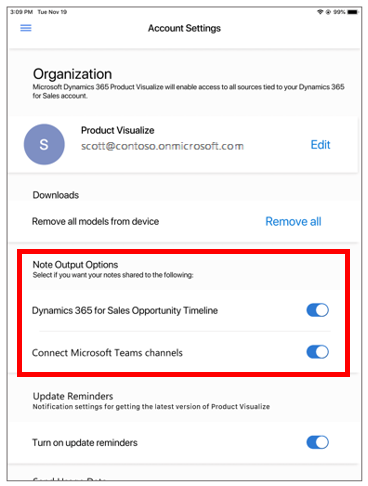 3:09 PM Tue Nov 19
99%
Account Settings
Organization
Microsoft Dynamics 365 Product Visualize will enable access to all sources tied to your Dynamics 365
for Sales account.
S
Product Visualize
scott@contoso.onmicrosoft.com
Edit
Downloads
Remove all models from device
Remove all
Note Output Options
Select if you want your notes shared to the following:
Dynamics 365 for Sales Opportunity Timeline
Connect Microsoft Teams channels
Update Reminders
Notification settings for getting the latest version of Product Visualize
Turn on update reminders